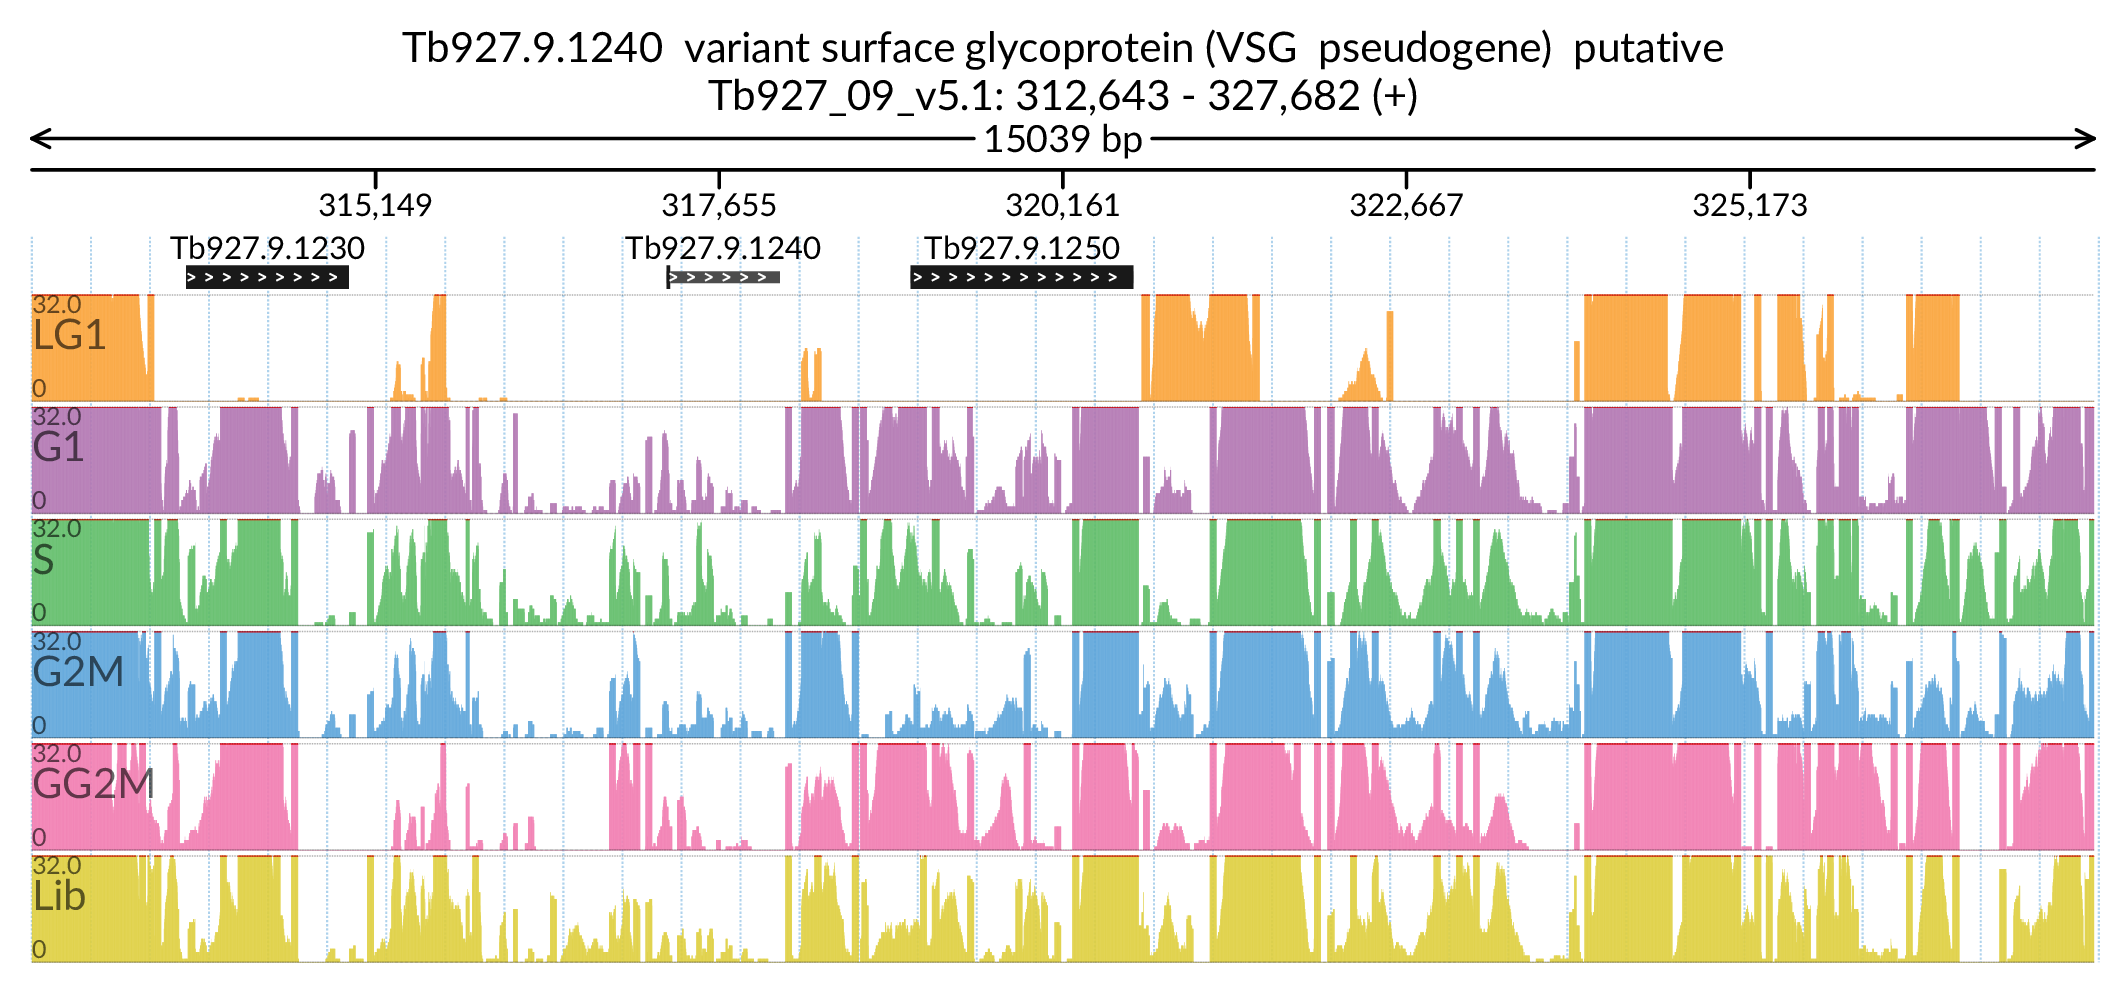 Tb927.9.1240 variant surface glycoprotein (VSG pseudogene) putative
Tb927_09_v5.1: 312,643 - 327,682 (+)
15039 bp
315,149 317,655 320,161 322,667 325,173
Tb927.9.1230 Tb927.9.1240 Tb927.9.1250
32.0
LG1
0
32.0
G1
0
32.0
S
0
32.0
G2M
0
32.0
GG2M
0
32.0
Lib
0